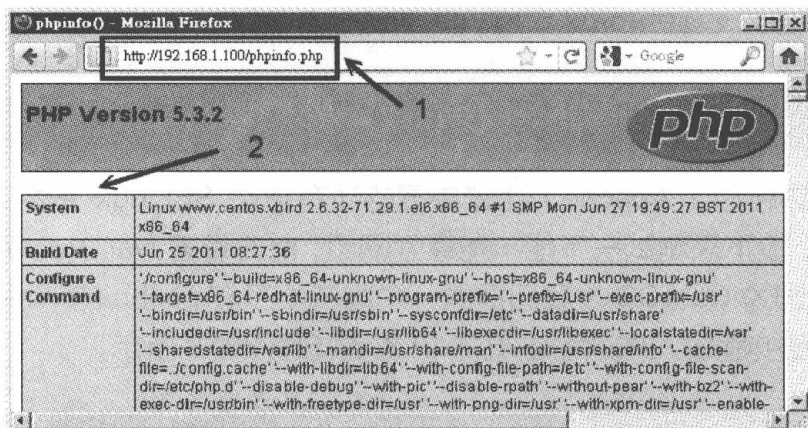 phpinfo() - Mozilla Firefox
http://192.168.1.100/phpinfo.php
Google
1
PHP Version 5.3.2
php
2
System
Linux www.centos.vbird 2.6.32-71.29.1.el6.x86_64 #1 SMP Mon Jun 27 19:49:27 BST 2011
x86_64
Build Date
Jun 25 2011 08:27:36
Configure
Command
'./configure' '--build=x86_64-unknown-linux-gnu' '--host=x86_64-unknown-linux-gnu'
'--target=x86_64-redhat-linux-gnu' '--program-prefix=' '--prefix=/usr' '--exec-prefix=/usr'
'--bindir=/usr/bin' '--sbindir=/usr/sbin' '--sysconfdir=/etc' '--datadir=/usr/share'
'--includedir=/usr/include' '--libdir=/usr/lib64' '--libexecdir=/usr/libexec' '--localstatedir=/var'
'--sharedstatedir=/var/lib' '--mandir=/usr/share/man' '--infodir=/usr/share/info' '--cache-
file=../config.cache' '--with-libdir=lib64' '--with-config-file-path=/etc' '--with-config-file-scan-
dir=/etc/php.d' '--disable-debug' '--with-pic' '--disable-rpath' '--without-pear' '--with-bz2' '--with-
exec-dir=/usr/bin' '--with-freetype-dir=/usr' '--with-png-dir=/usr' '--with-xpm-dir=/usr' '--enable-